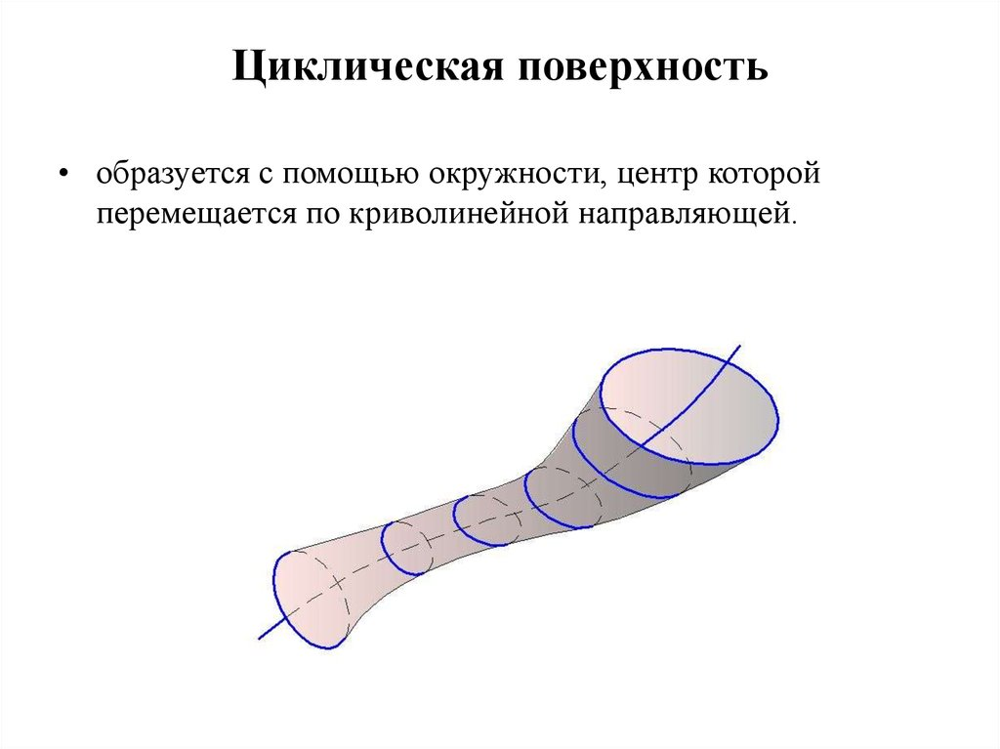 Циклическая поверхность
• образуется с помощью окружности, центр которой
перемещается по криволинейной направляющей.